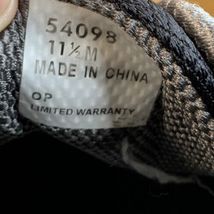 54098
11½ M
MADE IN CHINA
OP
LIMITED WARRANTY